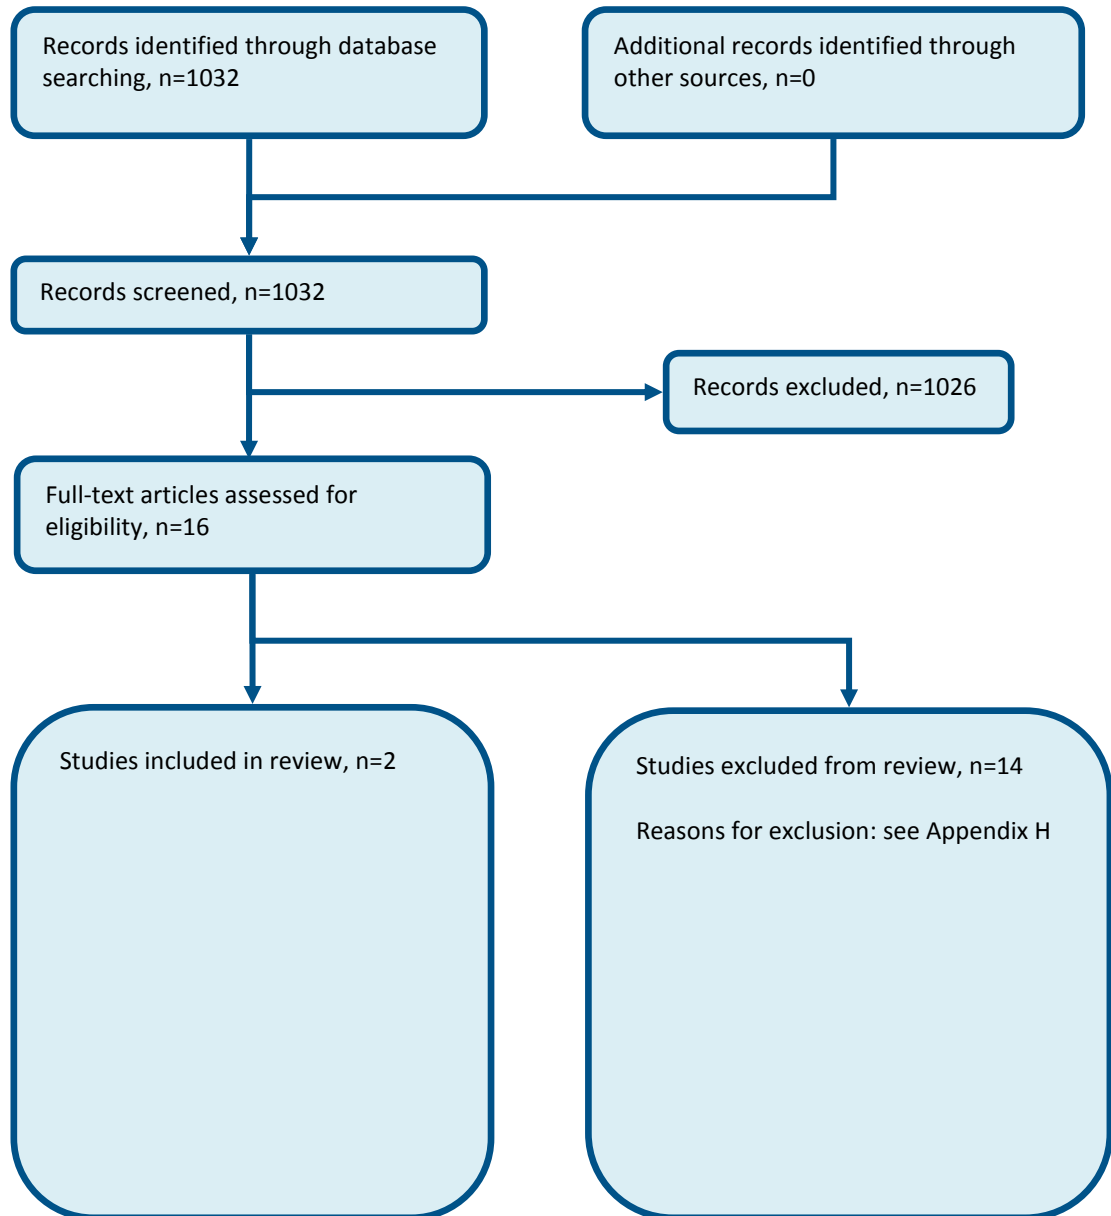 Records identified through database
searching, n=1032
Additional records identified through
other sources, n=0
Records screened, n=1032
Records excluded, n=1026
Full-text articles assessed for
eligibility, n=16
Studies included in review, n=2
Studies excluded from review, n=14
Reasons for exclusion: see Appendix H